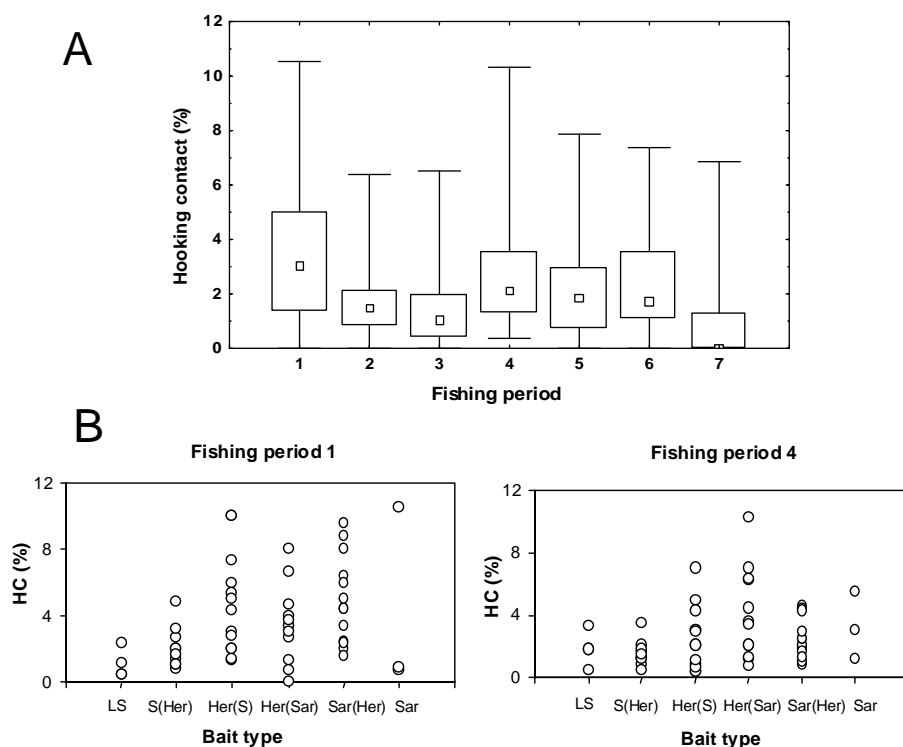 A
Hooking contact (%)
12
10
8
6
4
2
0
1 2 3 4 5 6 7
Fishing period
B
Fishing period 1
HC (%)
12
8
4
0
LS S(Her) Her(S) Her(Sar) Sar(Her) Sar
Bait type
Fishing period 4
HC (%)
12
8
4
0
LS S(Her) Her(S) Her(Sar) Sar(Her) Sar
Bait type